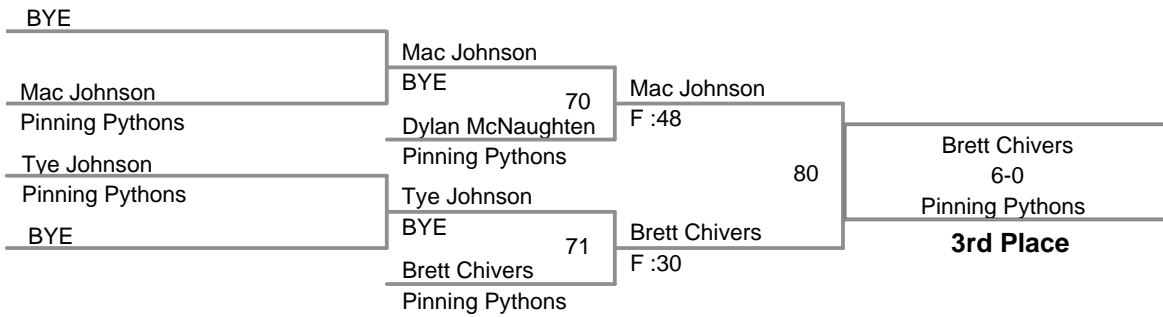 BYE
Mac Johnson
Pinning Pythons
Tye Johnson
Pinning Pythons
BYE
Mac Johnson
BYE
70
Dylan McNaughten
Pinning Pythons
Tye Johnson
BYE
71
Brett Chivers
Pinning Pythons
Mac Johnson
F :48
80
Brett Chivers
F :30
Brett Chivers
6-0
Pinning Pythons
3rd Place